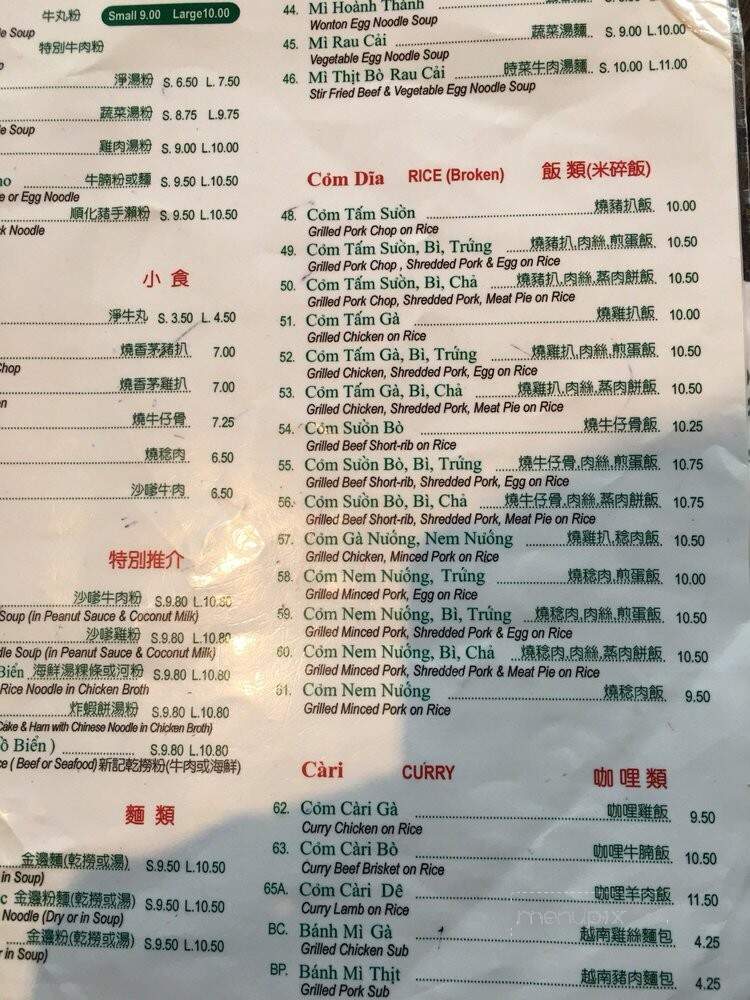 牛丸粉 Small 9.00 Large10.00
e Soup
特別牛肉粉
淨湯粉 S. 6.50 L. 7.50
蔬菜湯粉 S. 8.75 L.9.75
e Soup
雞肉湯粉 S. 9.00 L.10.00
ho 牛腩粉或麵 S. 9.50 L.10.50
e or Egg Noodle
順化豬手瀨粉 S. 9.50 L.10.50
k Noodle
小 食
淨牛丸 S. 3.50 L. 4.50
燒香茅豬扒 7.00
Chop
燒香茅雞扒 7.00
燒牛仔骨 7.25
燒稔肉 6.50
沙嗲牛肉 6.50
特別推介
沙嗲牛肉粉 S.9.80 L.10.80
Soup (in Peanut Sauce & Coconut Milk)
沙嗲雞粉 S.9.80 L.10.80
dle Soup (in Peanut Sauce & Coconut Milk)
Biển 海鮮湯粿條或河粉 S.9.80 L.10.80
Rice Noodle in Chicken Broth
炸蝦餅湯粉 S.9.80 L.10.80
Cake & Ham with Chinese Noodle in Chicken Broth)
ồ Biển ) S.9.80 L.10.80
ce ( Beef or Seafood) 新記乾撈粉(牛肉或海鮮)
麵 類
金邊麵(乾撈或湯) S.9.50 L.10.50
in Soup)
c 金邊粉麵(乾撈或湯) S.9.50 L.10.50
Noodle (Dry or in Soup)
金邊粉(乾撈或湯) S.9.50 L.10.50
r in Soup)
44. Mì Hoành Thánh
Wonton Egg Noodle Soup
45. Mì Rau Cải 蔬菜湯麵 S. 9.00 L.10.00
Vegetable Egg Noodle Soup
46. Mì Thịt Bò Rau Cải 時菜牛肉湯麵 S. 10.00 L.11.00
Stir Fried Beef & Vegetable Egg Noodle Soup
Cơm Dĩa RICE (Broken) 飯 類(米碎飯)
48. Cơm Tấm Sườn 燒豬扒飯 10.00
Grilled Pork Chop on Rice
49. Cơm Tấm Sườn, Bì, Trứng 燒豬扒,肉絲,煎蛋飯 10.50
Grilled Pork Chop , Shredded Pork & Egg on Rice
50. Cơm Tấm Sườn, Bì, Chả 燒豬扒,肉絲,蒸肉餅飯 10.50
Grilled Pork Chop, Shredded Pork, Meat Pie on Rice
51. Cơm Tấm Gà 燒雞扒飯 10.00
Grilled Chicken on Rice
52. Cơm Tấm Gà, Bì, Trứng 燒雞扒,肉絲,煎蛋飯 10.50
Grilled Chicken, Shredded Pork, Egg on Rice
53. Cơm Tấm Gà, Bì, Chả 燒雞扒,肉絲,蒸肉餅飯 10.50
Grilled Chicken, Shredded Pork, Meat Pie on Rice
54. Cơm Sườn Bò 燒牛仔骨飯 10.25
Grilled Beef Short-rib on Rice
55. Cơm Sườn Bò, Bì, Trứng 燒牛仔骨,肉絲,煎蛋飯 10.75
Grilled Beef Short-rib, Shredded Pork, Egg on Rice
56. Cơm Sườn Bò, Bì, Chả 燒牛仔骨,肉絲,蒸肉餅飯 10.75
Grilled Beef Short-rib, Shredded Pork, Meat Pie on Rice
57. Cơm Gà Nướng, Nem Nướng 燒雞扒,稔肉飯 10.50
Grilled Chicken, Minced Pork on Rice
58. Cơm Nem Nướng, Trứng 燒稔肉,煎蛋飯 10.00
Grilled Minced Pork, Egg on Rice
59. Cơm Nem Nướng, Bì, Trứng 燒稔肉,肉絲,煎蛋飯 10.50
Grilled Minced Pork, Shredded Pork & Egg on Rice
60. Cơm Nem Nướng, Bì, Chả 燒稔肉,肉絲,蒸肉餅飯 10.50
Grilled Minced Pork, Shredded Pork & Meat Pie on Rice
61. Cơm Nem Nướng 燒稔肉飯 9.50
Grilled Minced Pork on Rice
Càri CURRY 咖哩類
62. Cơm Càri Gà 咖哩雞飯 9.50
Curry Chicken on Rice
63. Cơm Càri Bò 咖哩牛腩飯 10.50
Curry Beef Brisket on Rice
65A. Cơm Càri Dê 咖哩羊肉飯 11.50
Curry Lamb on Rice
BC. Bánh Mì Gà 越南雞絲麵包 4.25
Grilled Chicken Sub
BP. Bánh Mì Thịt 越南豬肉麵包 4.25
Grilled Pork Sub
menupix